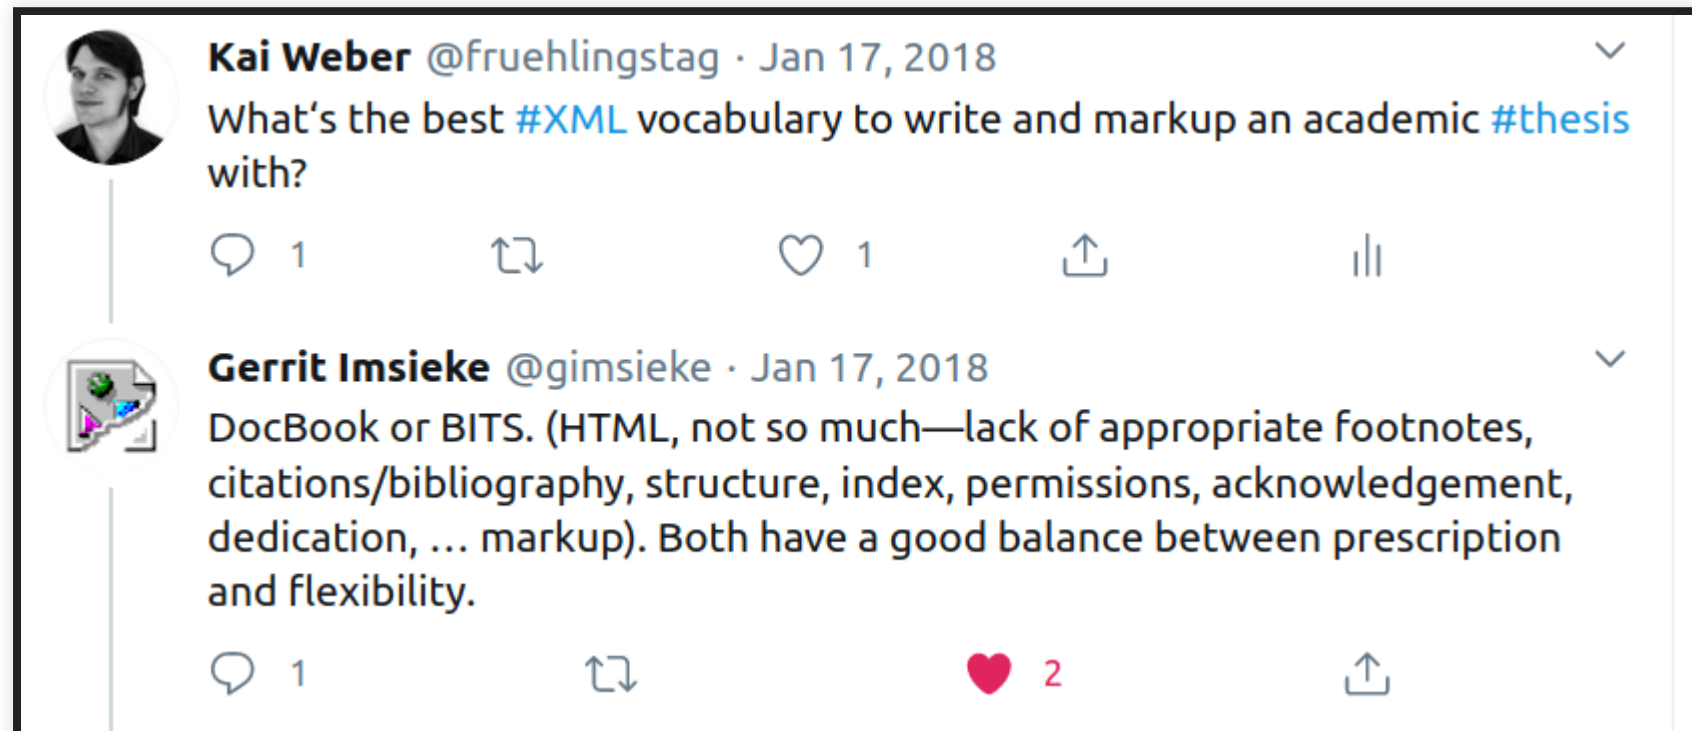 Kai Weber @fruehlingstag · Jan 17, 2018
What‘s the best #XML vocabulary to write and markup an academic #thesis
with?
1 1
Gerrit Imsieke @gimsieke · Jan 17, 2018
DocBook or BITS. (HTML, not so much—lack of appropriate footnotes,
citations/bibliography, structure, index, permissions, acknowledgement,
dedication, … markup). Both have a good balance between prescription
and flexibility.
1 2